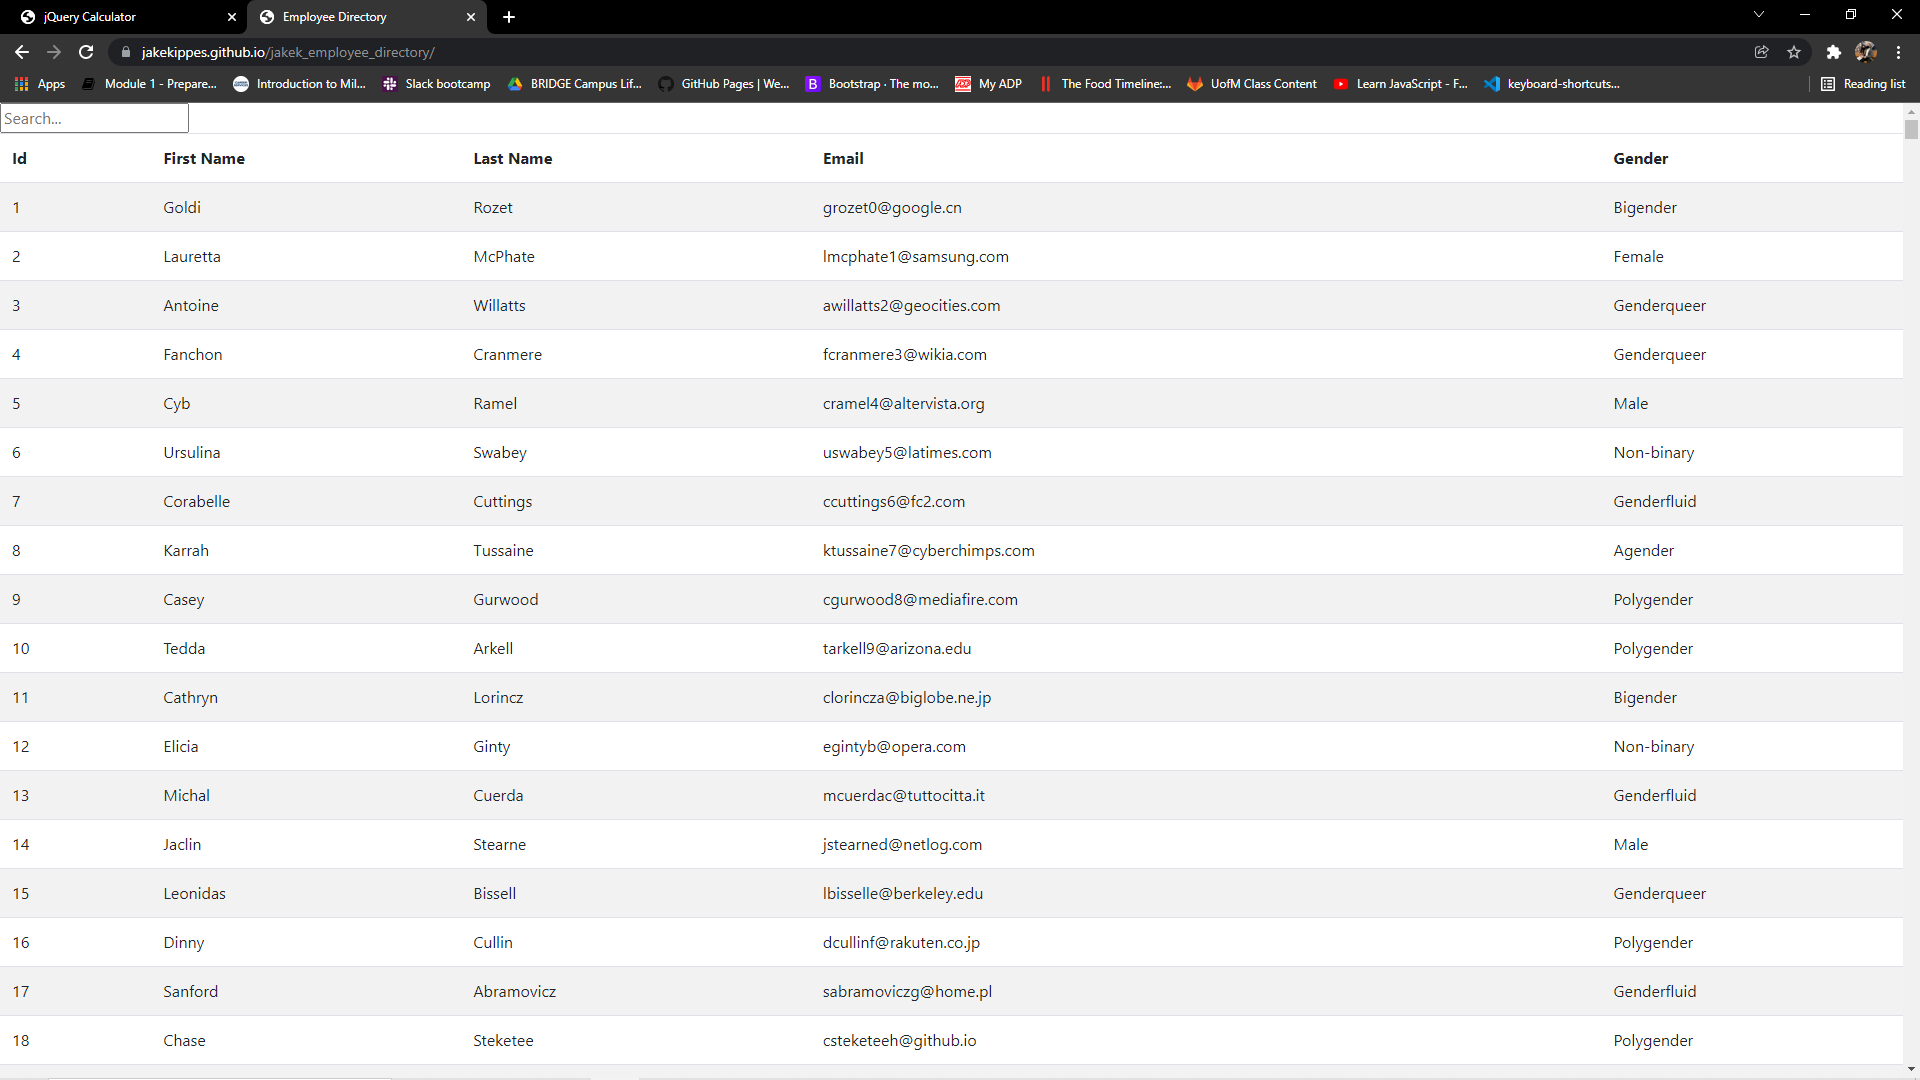 jQuery Calculator Employee Directory
jakekippes.github.io/jakek_employee_directory/
Apps Module 1 - Prepare... Introduction to Mil... Slack bootcamp BRIDGE Campus Lif... GitHub Pages | We... B Bootstrap · The mo... ADP My ADP The Food Timeline:... UofM Class Content Learn JavaScript - F... keyboard-shortcuts... Reading list
Search...
Id First Name Last Name Email Gender
1 Goldi Rozet grozet0@google.cn Bigender
2 Lauretta McPhate lmcphate1@samsung.com Female
3 Antoine Willatts awillatts2@geocities.com Genderqueer
4 Fanchon Cranmere fcranmere3@wikia.com Genderqueer
5 Cyb Ramel cramel4@altervista.org Male
6 Ursulina Swabey uswabey5@latimes.com Non-binary
7 Corabelle Cuttings ccuttings6@fc2.com Genderfluid
8 Karrah Tussaine ktussaine7@cyberchimps.com Agender
9 Casey Gurwood cgurwood8@mediafire.com Polygender
10 Tedda Arkell tarkell9@arizona.edu Polygender
11 Cathryn Lorincz clorincza@biglobe.ne.jp Bigender
12 Elicia Ginty egintyb@opera.com Non-binary
13 Michal Cuerda mcuerdac@tuttocitta.it Genderfluid
14 Jaclin Stearne jstearned@netlog.com Male
15 Leonidas Bissell lbisselle@berkeley.edu Genderqueer
16 Dinny Cullin dcullinf@rakuten.co.jp Polygender
17 Sanford Abramovicz sabramoviczg@home.pl Genderfluid
18 Chase Steketee csteketeeh@github.io Polygender